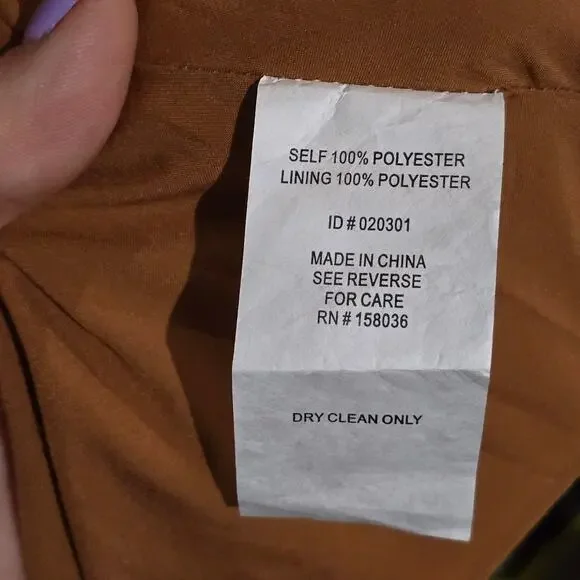 SELF 100% POLYESTER
LINING 100% POLYESTER
ID # 020301
MADE IN CHINA
SEE REVERSE
FOR CARE
RN # 158036
DRY CLEAN ONLY